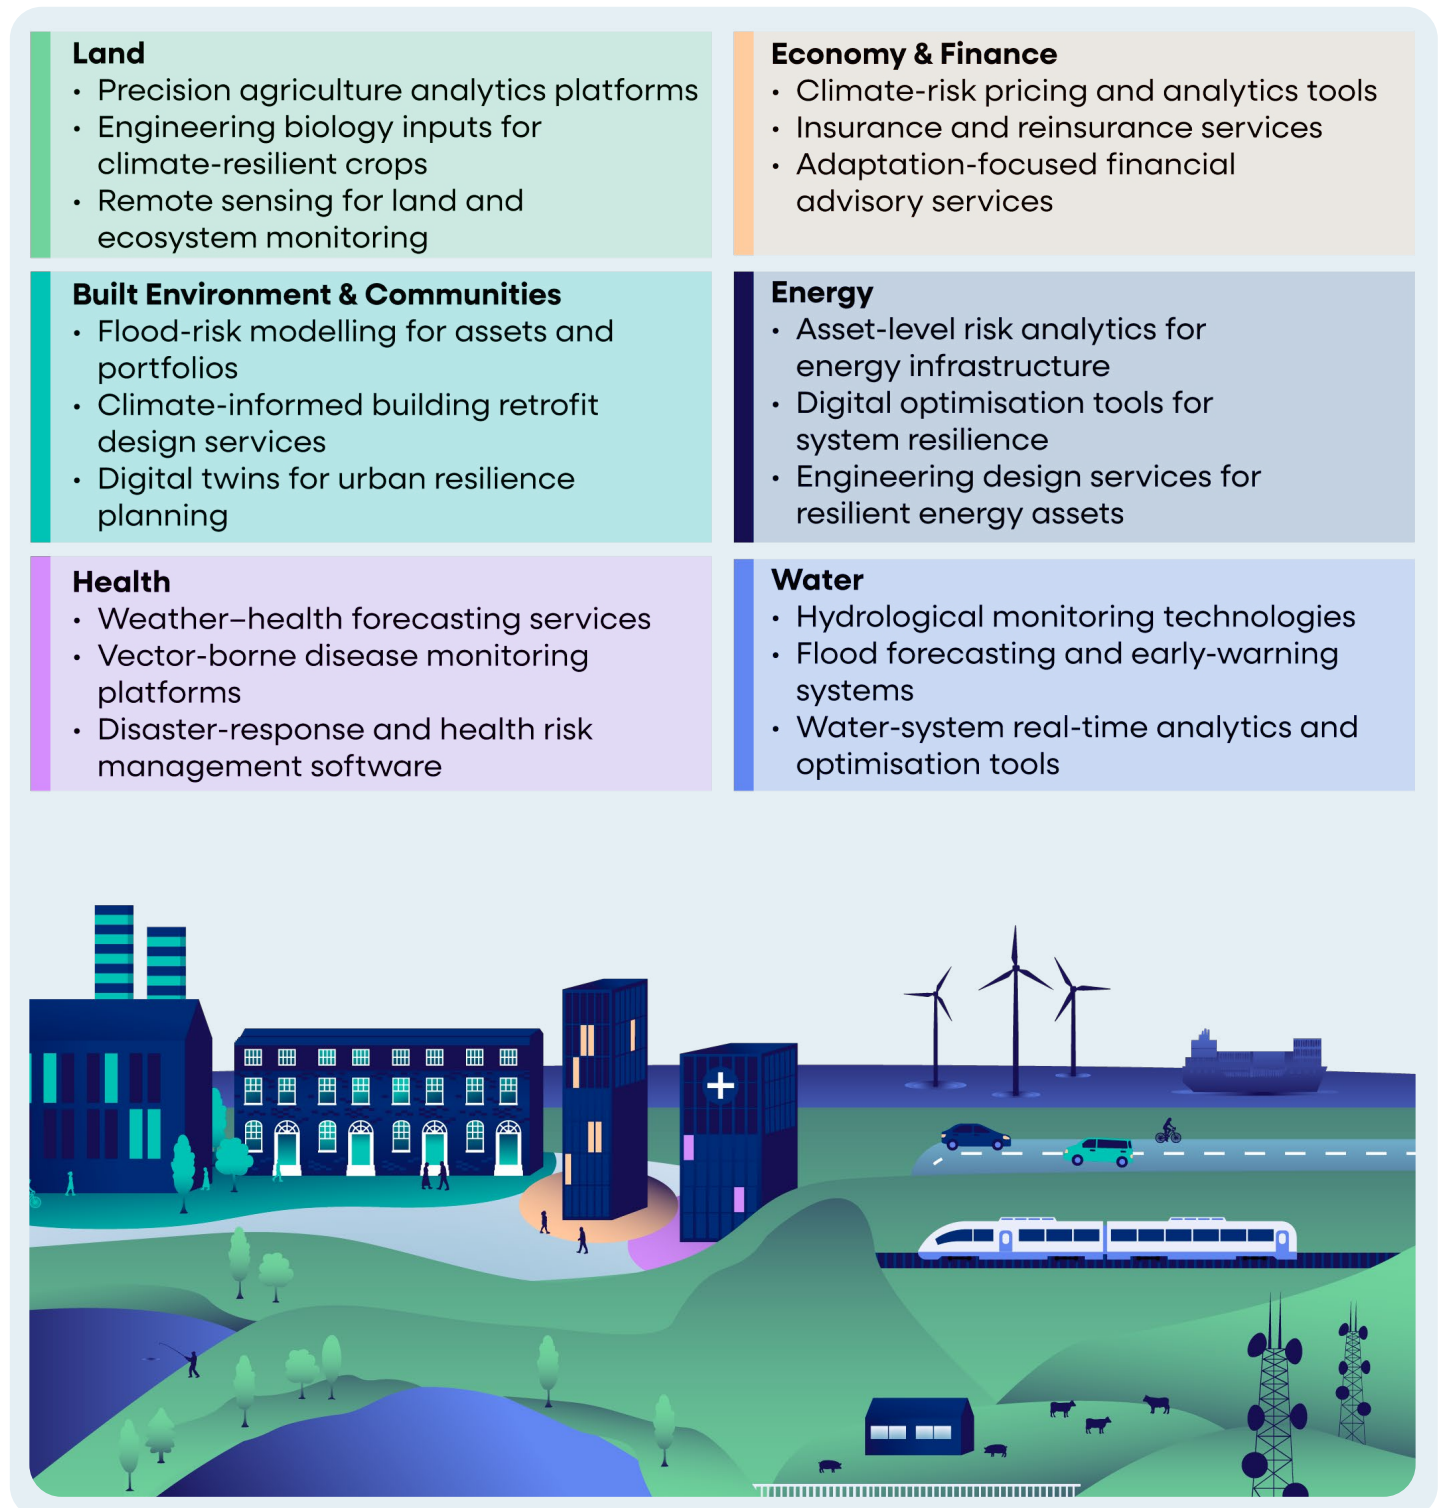 Land
• Precision agriculture analytics platforms
• Engineering biology inputs for
climate-resilient crops
• Remote sensing for land and
ecosystem monitoring
Economy & Finance
• Climate-risk pricing and analytics tools
• Insurance and reinsurance services
• Adaptation-focused financial
advisory services
Built Environment & Communities
• Flood-risk modelling for assets and
portfolios
• Climate-informed building retrofit
design services
• Digital twins for urban resilience
planning
Energy
• Asset-level risk analytics for
energy infrastructure
• Digital optimisation tools for
system resilience
• Engineering design services for
resilient energy assets
Health
• Weather–health forecasting services
• Vector-borne disease monitoring
platforms
• Disaster-response and health risk
management software
Water
• Hydrological monitoring technologies
• Flood forecasting and early-warning
systems
• Water-system real-time analytics and
optimisation tools